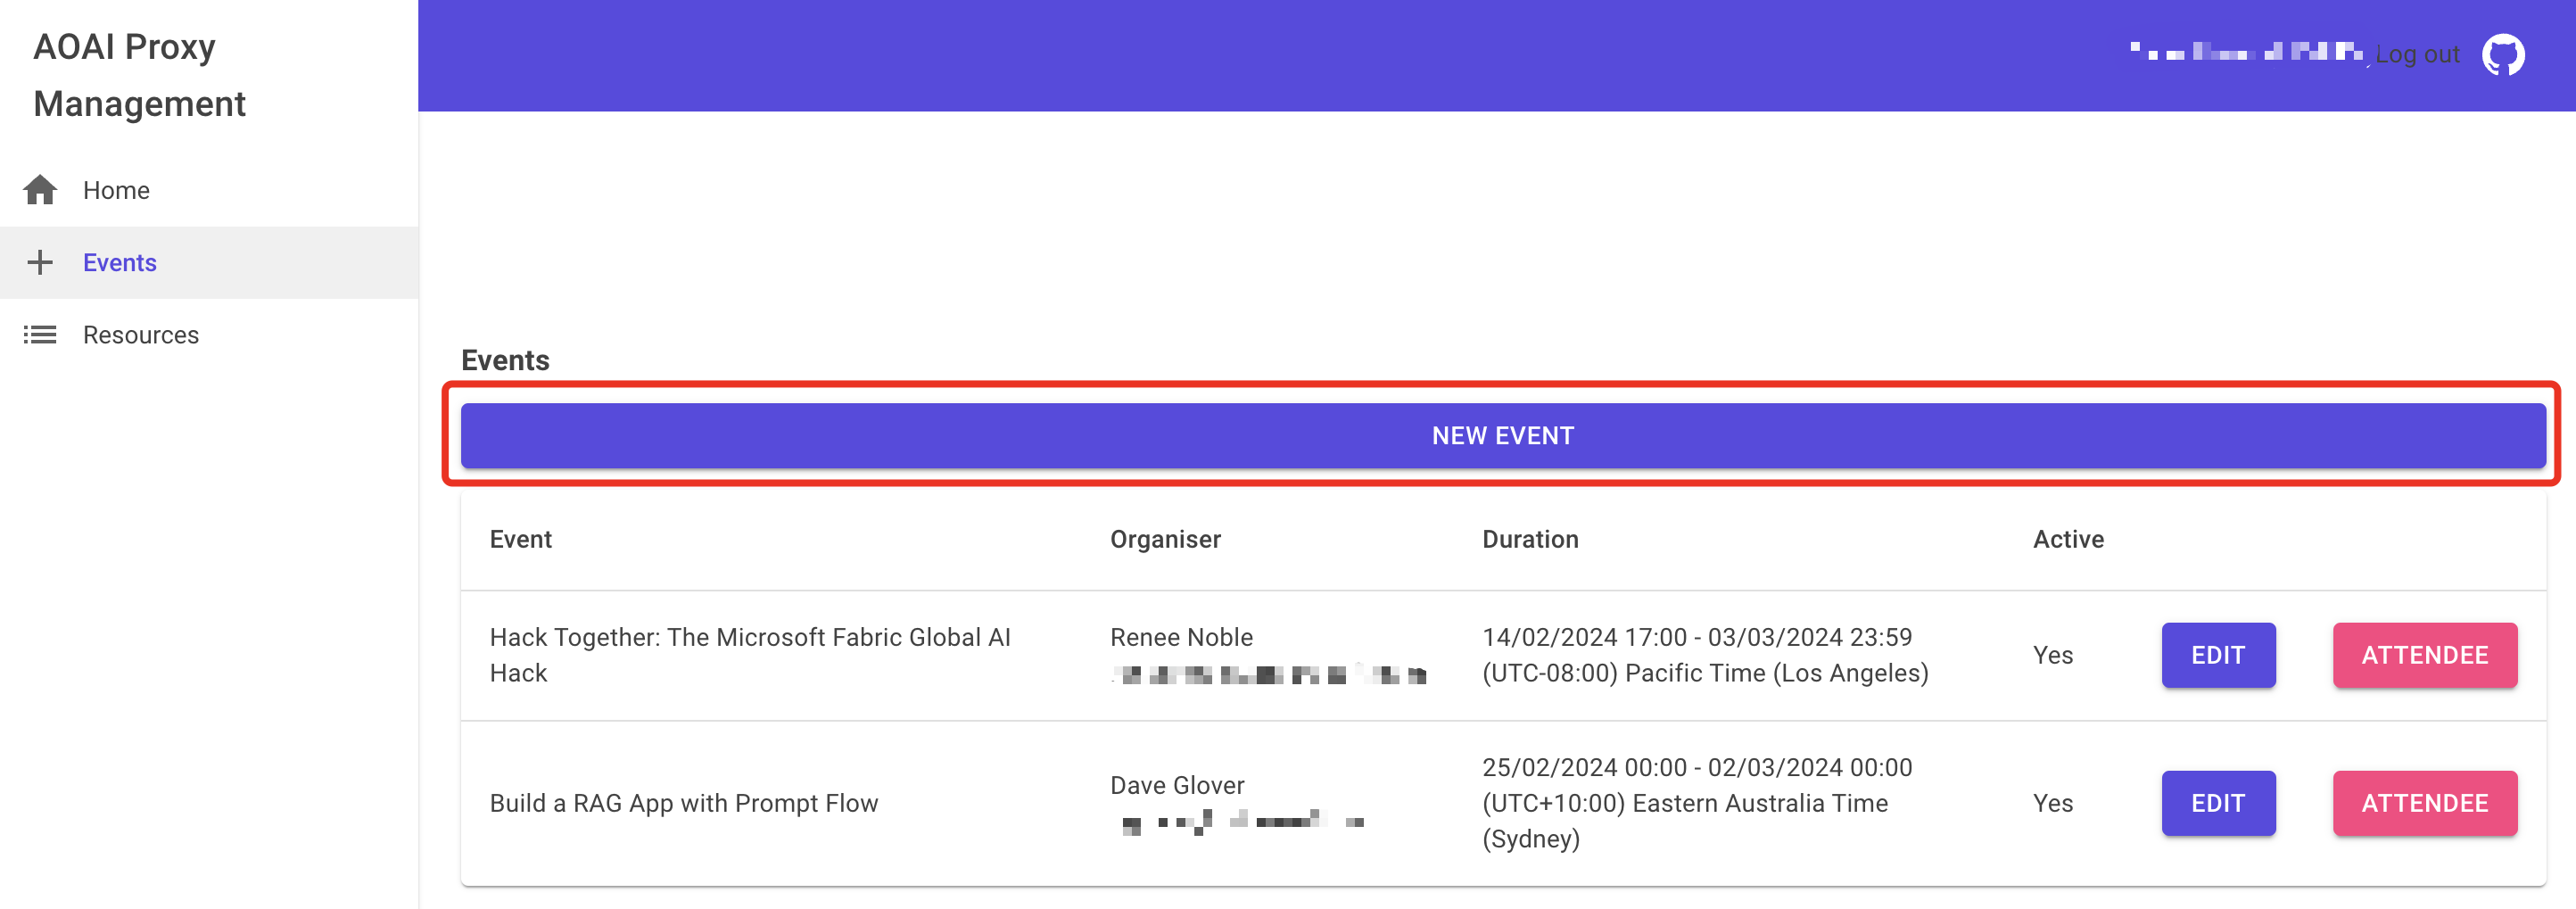 AOAI Proxy
Management
Log out
Home
Events
Resources
Events
NEW EVENT
Event Organiser Duration Active
Hack Together: The Microsoft Fabric Global AI
Hack
Renee Noble
14/02/2024 17:00 - 03/03/2024 23:59
(UTC-08:00) Pacific Time (Los Angeles)
Yes
EDIT
ATTENDEE
Build a RAG App with Prompt Flow
Dave Glover
25/02/2024 00:00 - 02/03/2024 00:00
(UTC+10:00) Eastern Australia Time
(Sydney)
Yes
EDIT
ATTENDEE